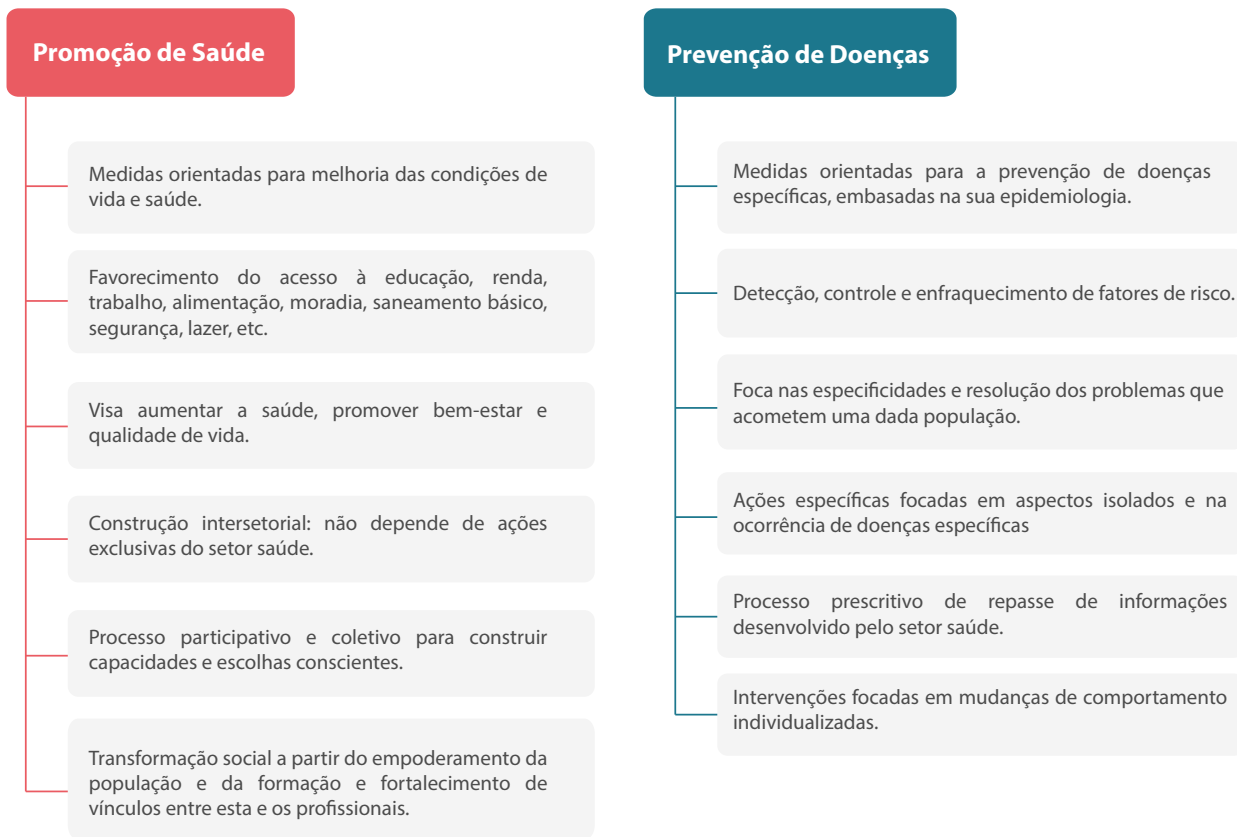 Promoção de Saúde
Medidas orientadas para melhoria das condições de
vida e saúde.
Favorecimento do acesso à educação, renda,
trabalho, alimentação, moradia, saneamento básico,
segurança, lazer, etc.
Visa aumentar a saúde, promover bem-estar e
qualidade de vida.
Construção intersetorial: não depende de ações
exclusivas do setor saúde.
Processo participativo e coletivo para construir
capacidades e escolhas conscientes.
Transformação social a partir do empoderamento da
população e da formação e fortalecimento de
vínculos entre esta e os profissionais.
Prevenção de Doenças
Medidas orientadas para a prevenção de doenças
específicas, embasadas na sua epidemiologia.
Detecção, controle e enfraquecimento de fatores de risco.
Foca nas especificidades e resolução dos problemas que
acometem uma dada população.
Ações específicas focadas em aspectos isolados e na
ocorrência de doenças específicas
Processo prescritivo de repasse de informações
desenvolvido pelo setor saúde.
Intervenções focadas em mudanças de comportamento
individualizadas.